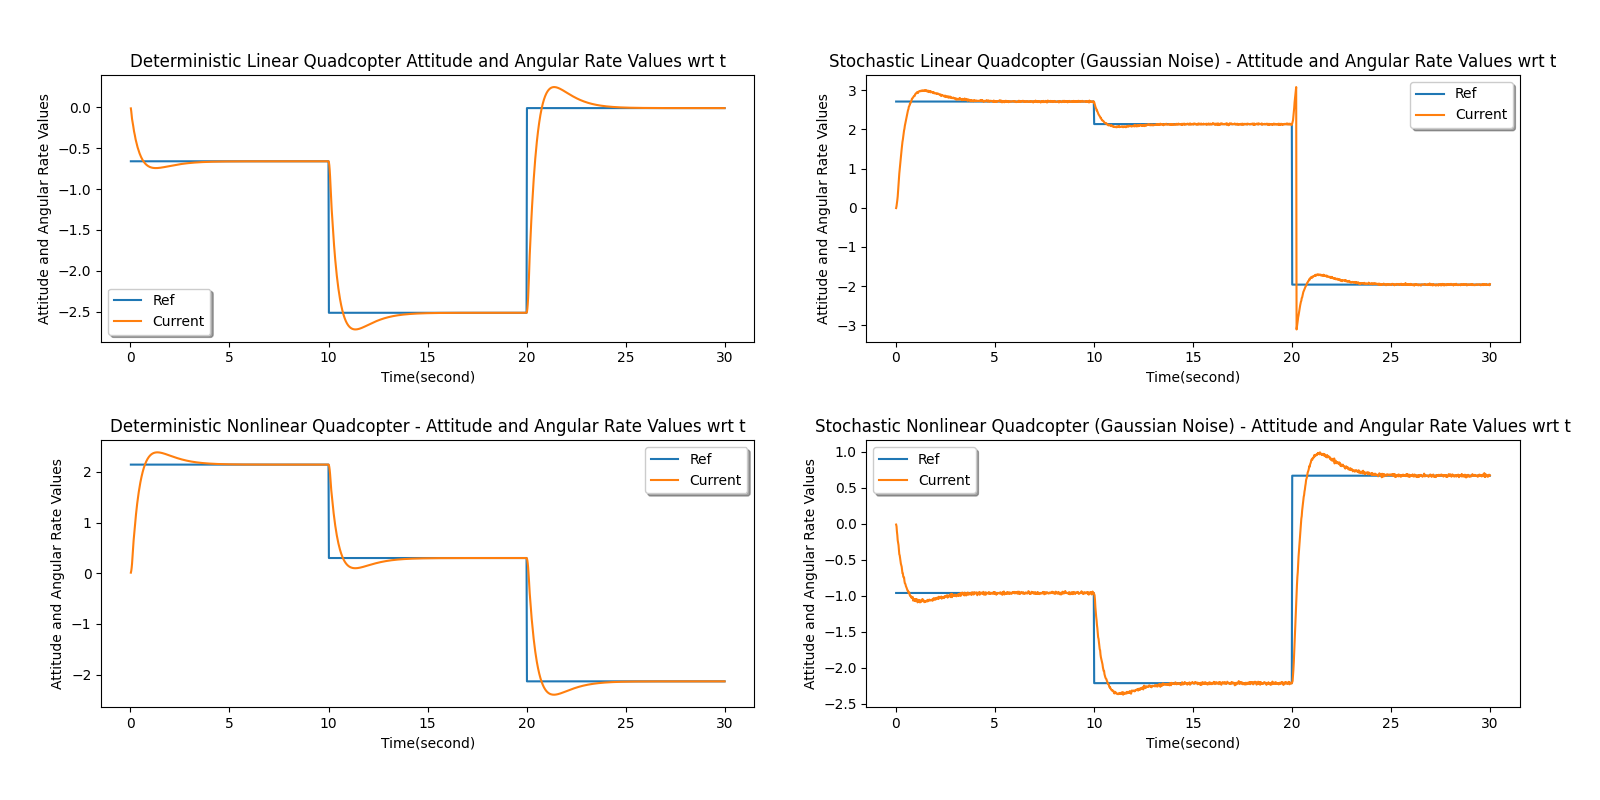 Deterministic Linear Quadcopter Attitude and Angular Rate Values wrt t
Attitude and Angular Rate Values
0.0
−0.5
−1.0
−1.5
−2.0
−2.5
Ref
Current
0 5 10 15 20 25 30
Time(second)
Stochastic Linear Quadcopter (Gaussian Noise) - Attitude and Angular Rate Values wrt t
Attitude and Angular Rate Values
3
2
1
0
−1
−2
−3
Ref
Current
0 5 10 15 20 25 30
Time(second)
Deterministic Nonlinear Quadcopter - Attitude and Angular Rate Values wrt t
Attitude and Angular Rate Values
2
1
0
−1
−2
Ref
Current
0 5 10 15 20 25 30
Time(second)
Stochastic Nonlinear Quadcopter (Gaussian Noise) - Attitude and Angular Rate Values wrt t
Attitude and Angular Rate Values
1.0
0.5
0.0
−0.5
−1.0
−1.5
−2.0
−2.5
Ref
Current
0 5 10 15 20 25 30
Time(second)